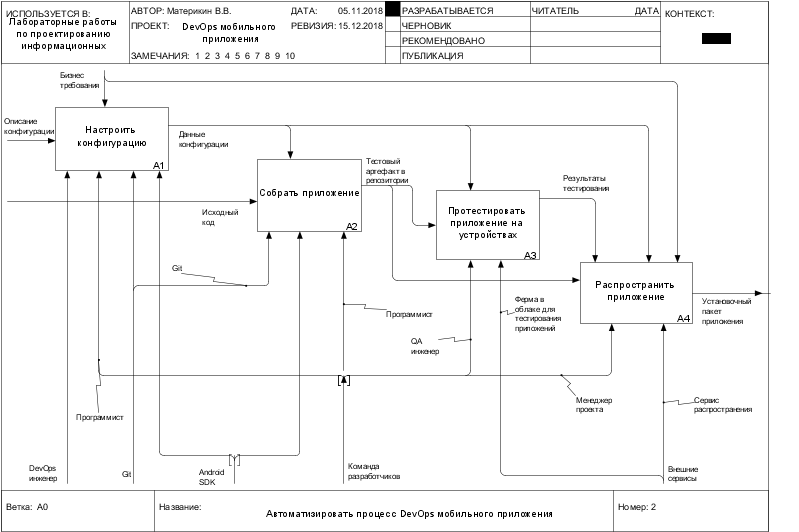 ИСПОЛЬЗУЕТСЯ В:
Лабораторные работы
по проектированию
информационных
АВТОР: Материкин В.В.
ДАТА: 05.11.2018
ПРОЕКТ: DevOps мобильного
приложения
РЕВИЗИЯ: 15.12.2018
ЗАМЕЧАНИЯ: 1 2 3 4 5 6 7 8 9 10
РАЗРАБАТЫВАЕТСЯ
ЧЕРНОВИК
РЕКОМЕНДОВАНО
ПУБЛИКАЦИЯ
ЧИТАТЕЛЬ
ДАТА
КОНТЕКСТ:
Бизнес
требования
Описание
конфигурации
Настроить
конфигурацию
A1
Данные
конфигурации
Исходный
код
Собрать приложение
A2
Тестовый
артефакт в
репозитории
Протестировать
приложение на
устройствах
A3
Результаты
тестирования
Распространить
приложение
A4
Установочный
пакет
приложения
Git
Программист
Ферма в
облаке для
тестирования
приложений
QA
инженер
Программист
Менеджер
проекта
Сервис
распространения
DevOps
инженер
Git
Android
SDK
Команда
разработчиков
Внешние
сервисы
Ветка: A0
Название:
Автоматизировать процесс DevOps мобильного приложения
Номер: 2